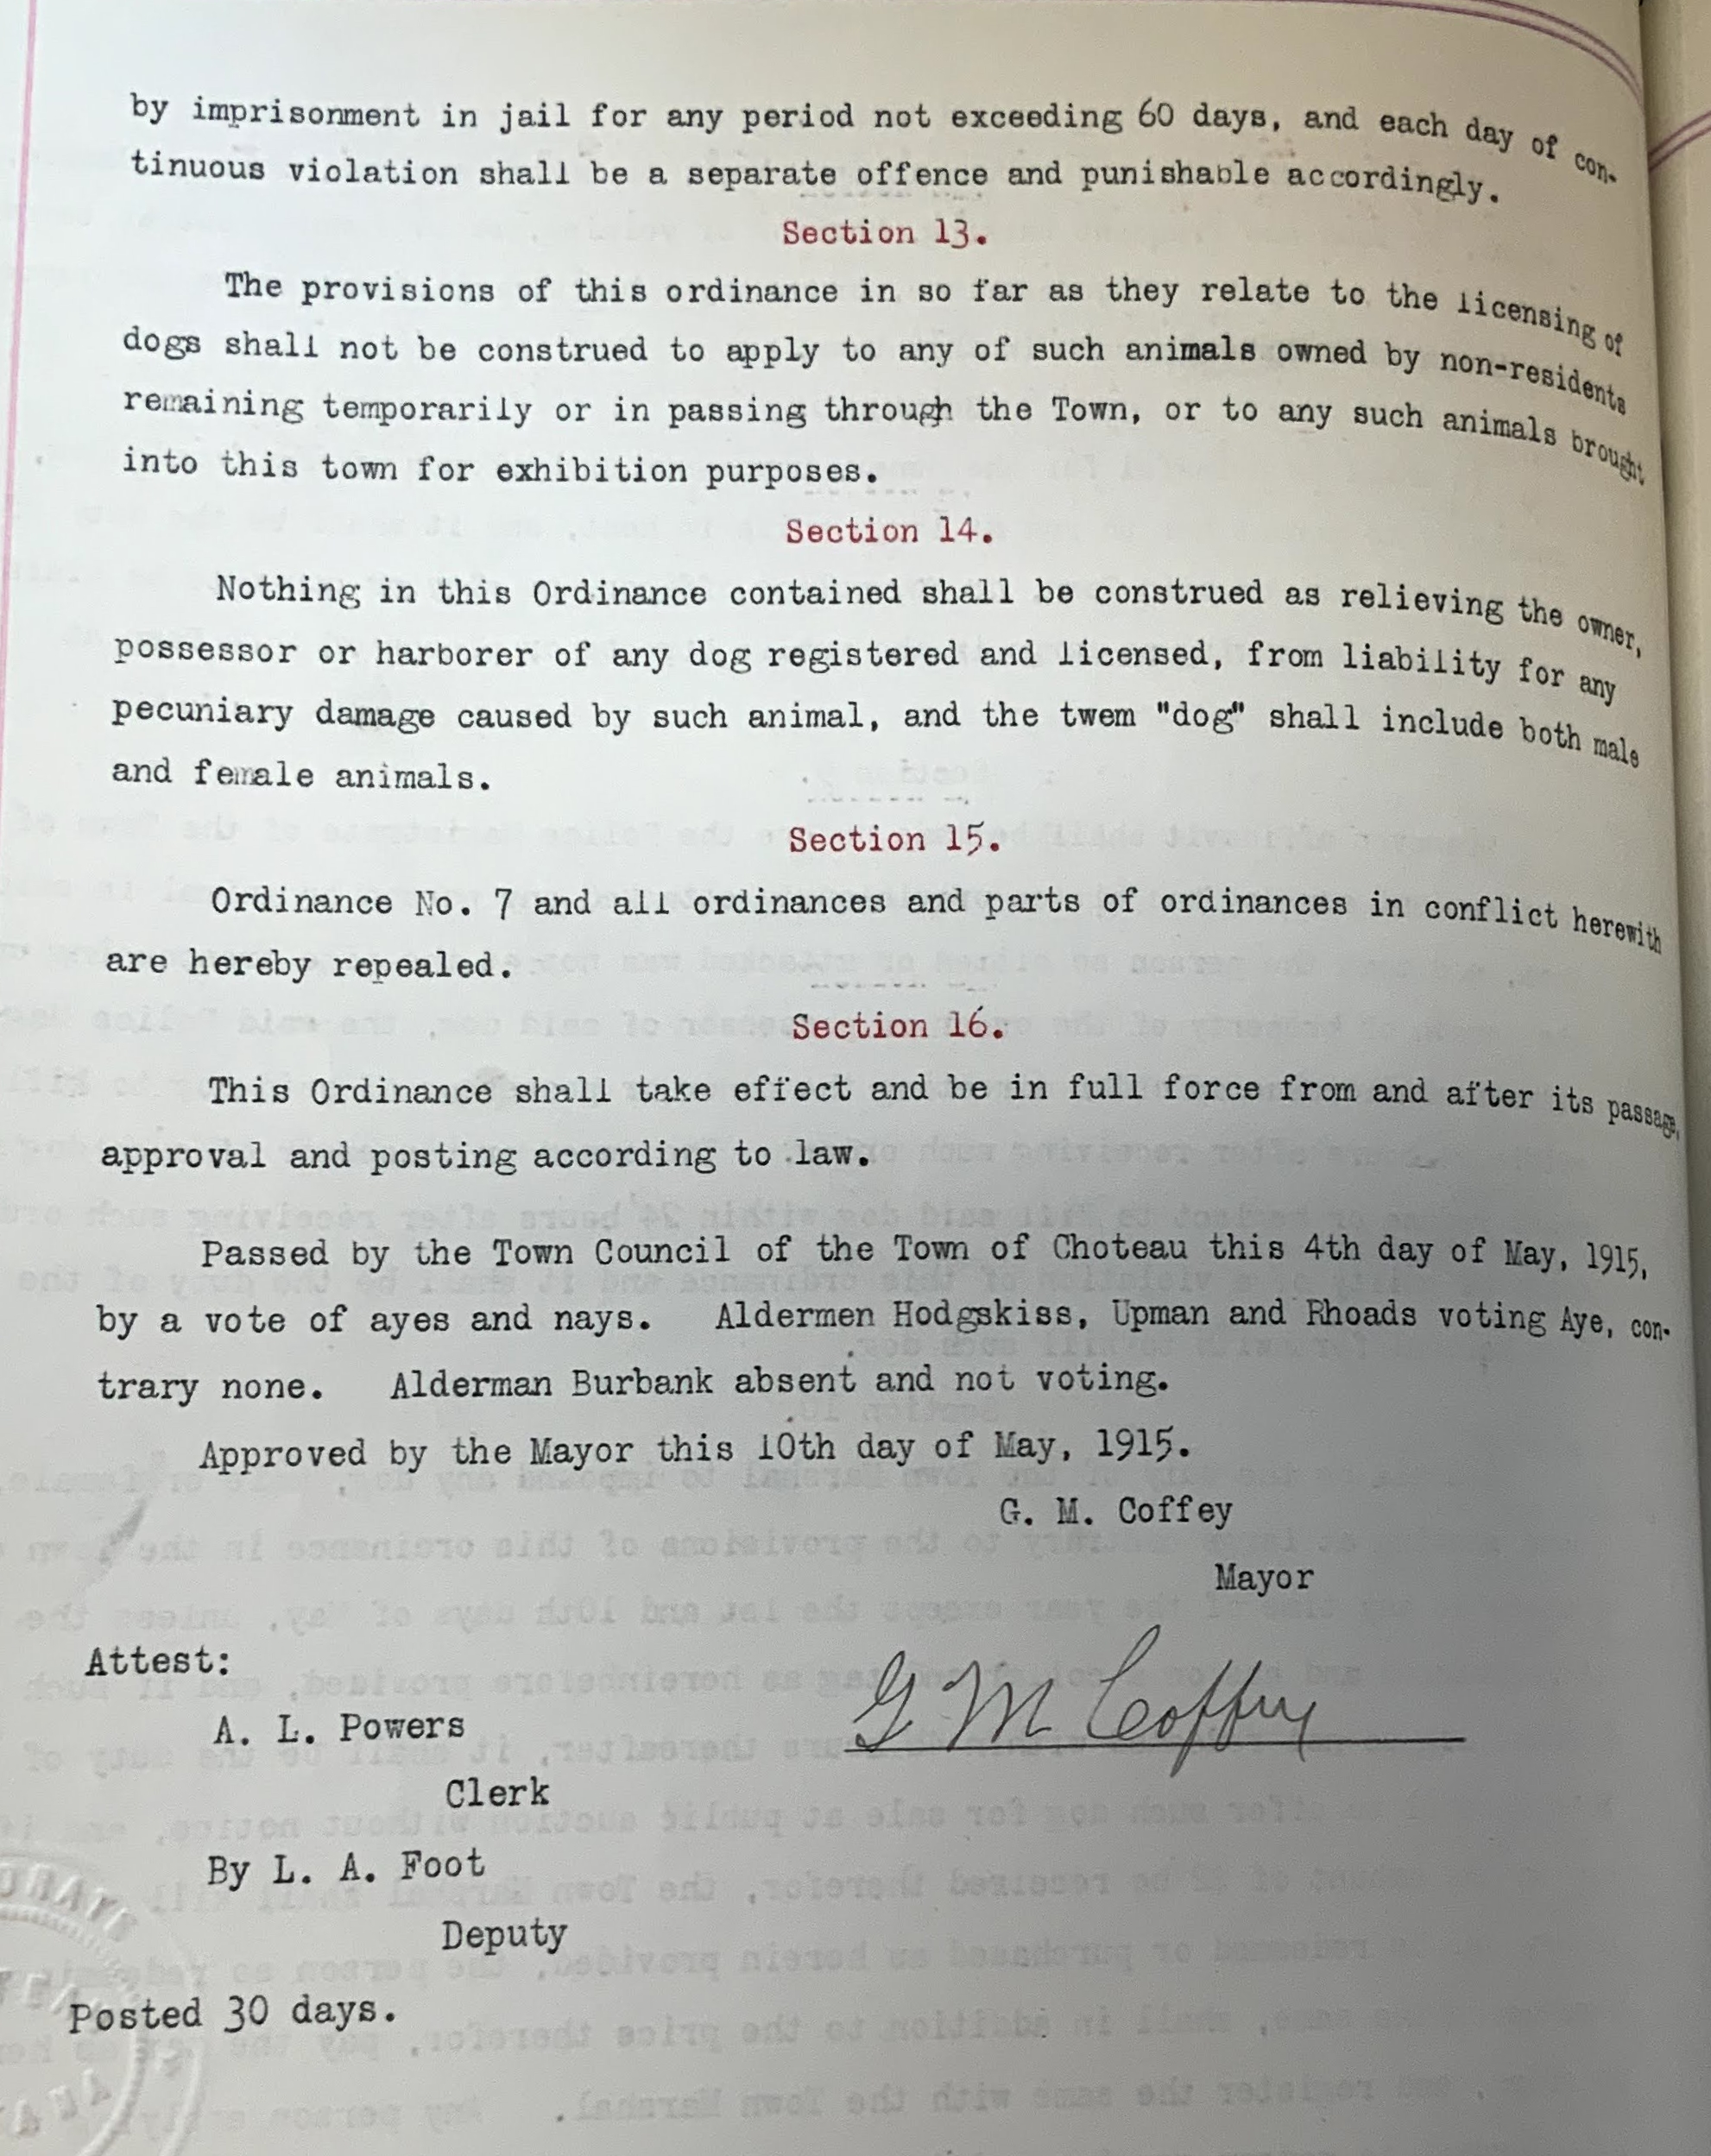 by imprisonment in jail for any period not exceeding 60 days, and each day of con-
tinuous violation shall be a separate offence and punishable accordingly.
Section 13.
The provisions of this ordinance in so far as they relate to the licensing of
dogs shall not be construed to apply to any of such animals owned by non-residents
remaining temporarily or in passing through the Town, or to any such animals brought
into this town for exhibition purposes.
Section 14.
Nothing in this Ordinance contained shall be construed as relieving the owner,
possessor or harborer of any dog registered and licensed, from liability for any
pecuniary damage caused by such animal, and the twem "dog" shall include both male
and female animals.
Section 15.
Ordinance No. 7 and all ordinances and parts of ordinances in conflict herewith
are hereby repealed.
Section 16.
This Ordinance shall take effect and be in full force from and after its passage,
approval and posting according to law.
Passed by the Town Council of the Town of Choteau this 4th day of May, 1915,
by a vote of ayes and nays. Aldermen Hodgskiss, Upman and Rhoads voting Aye, con-
trary none. Alderman Burbank absent and not voting.
Approved by the Mayor this 10th day of May, 1915.
G. M. Coffey
Mayor
Attest:
G M Coffey
A. L. Powers
Clerk
By L. A. Foot
Deputy
Posted 30 days.